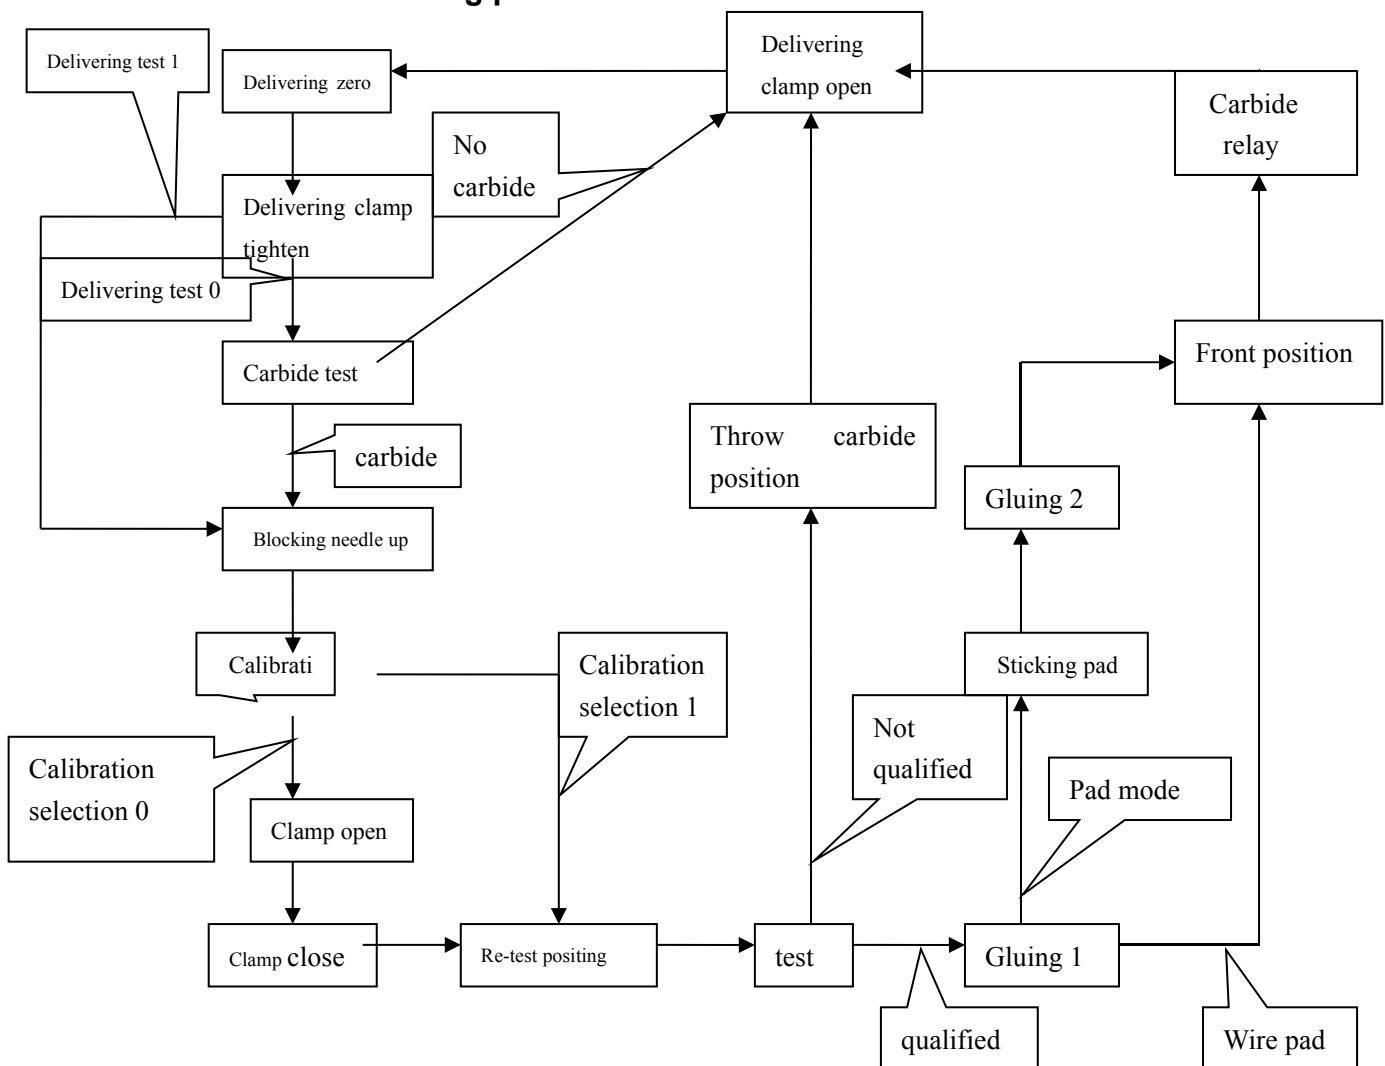 Delivering
clamp open
Delivering test 1
Delivering zero
Carbide
relay
No
carbide
Delivering clamp
tighten
Delivering test 0
Carbide test
Front position
Throw carbide
position
carbide
Gluing 2
Blocking needle up
Calibrati
Calibration
selection 1
Sticking pad
Not
qualified
Calibration
selection 0
Pad mode
Clamp open
Clamp close
Re-test positing
test
Gluing 1
qualified
Wire pad